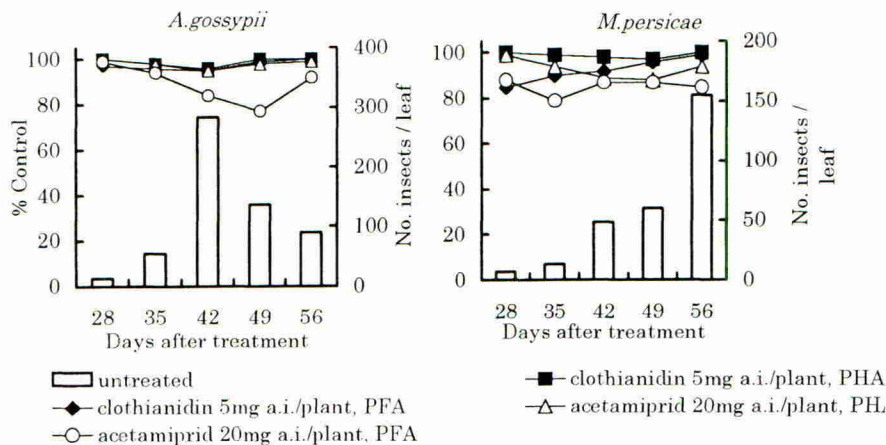 A.gossypii
M.persicae
% Control
100
80
60
40
20
0
400
300
200
100
0
No. insects / leaf
28 35 42 49 56
Days after treatment
100
80
60
40
20
0
200
150
100
50
0
No. insects /
leaf
28 35 42 49 56
Days after treatment
untreated
clothianidin 5mg a.i./plant, PFA
acetamiprid 20mg a.i./plant, PFA
clothianidin 5mg a.i./plant, PHA
acetamiprid 20mg a.i./plant, PHA